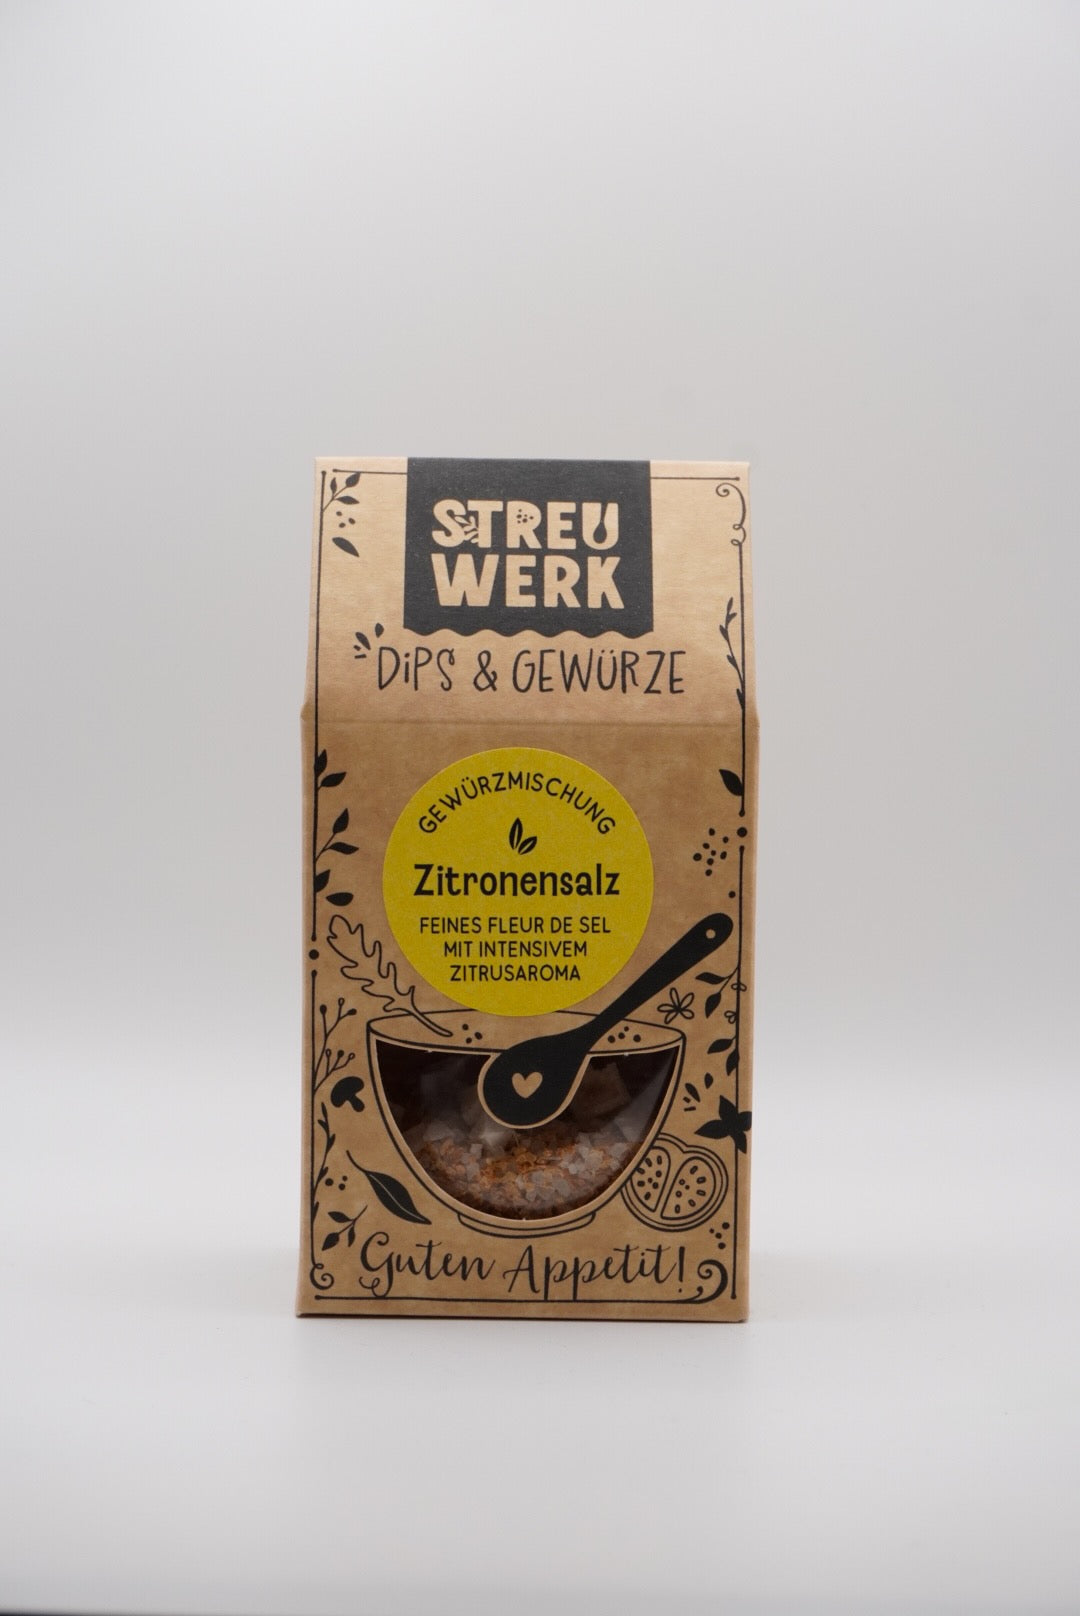 STREU
WERK
DiPS & GEWÜRZE
GEWÜRZMISCHUNG
Zitronensalz
FEINES FLEUR DE SEL
MIT INTENSIVEM
ZITRUSAROMA
Guten Appetit!